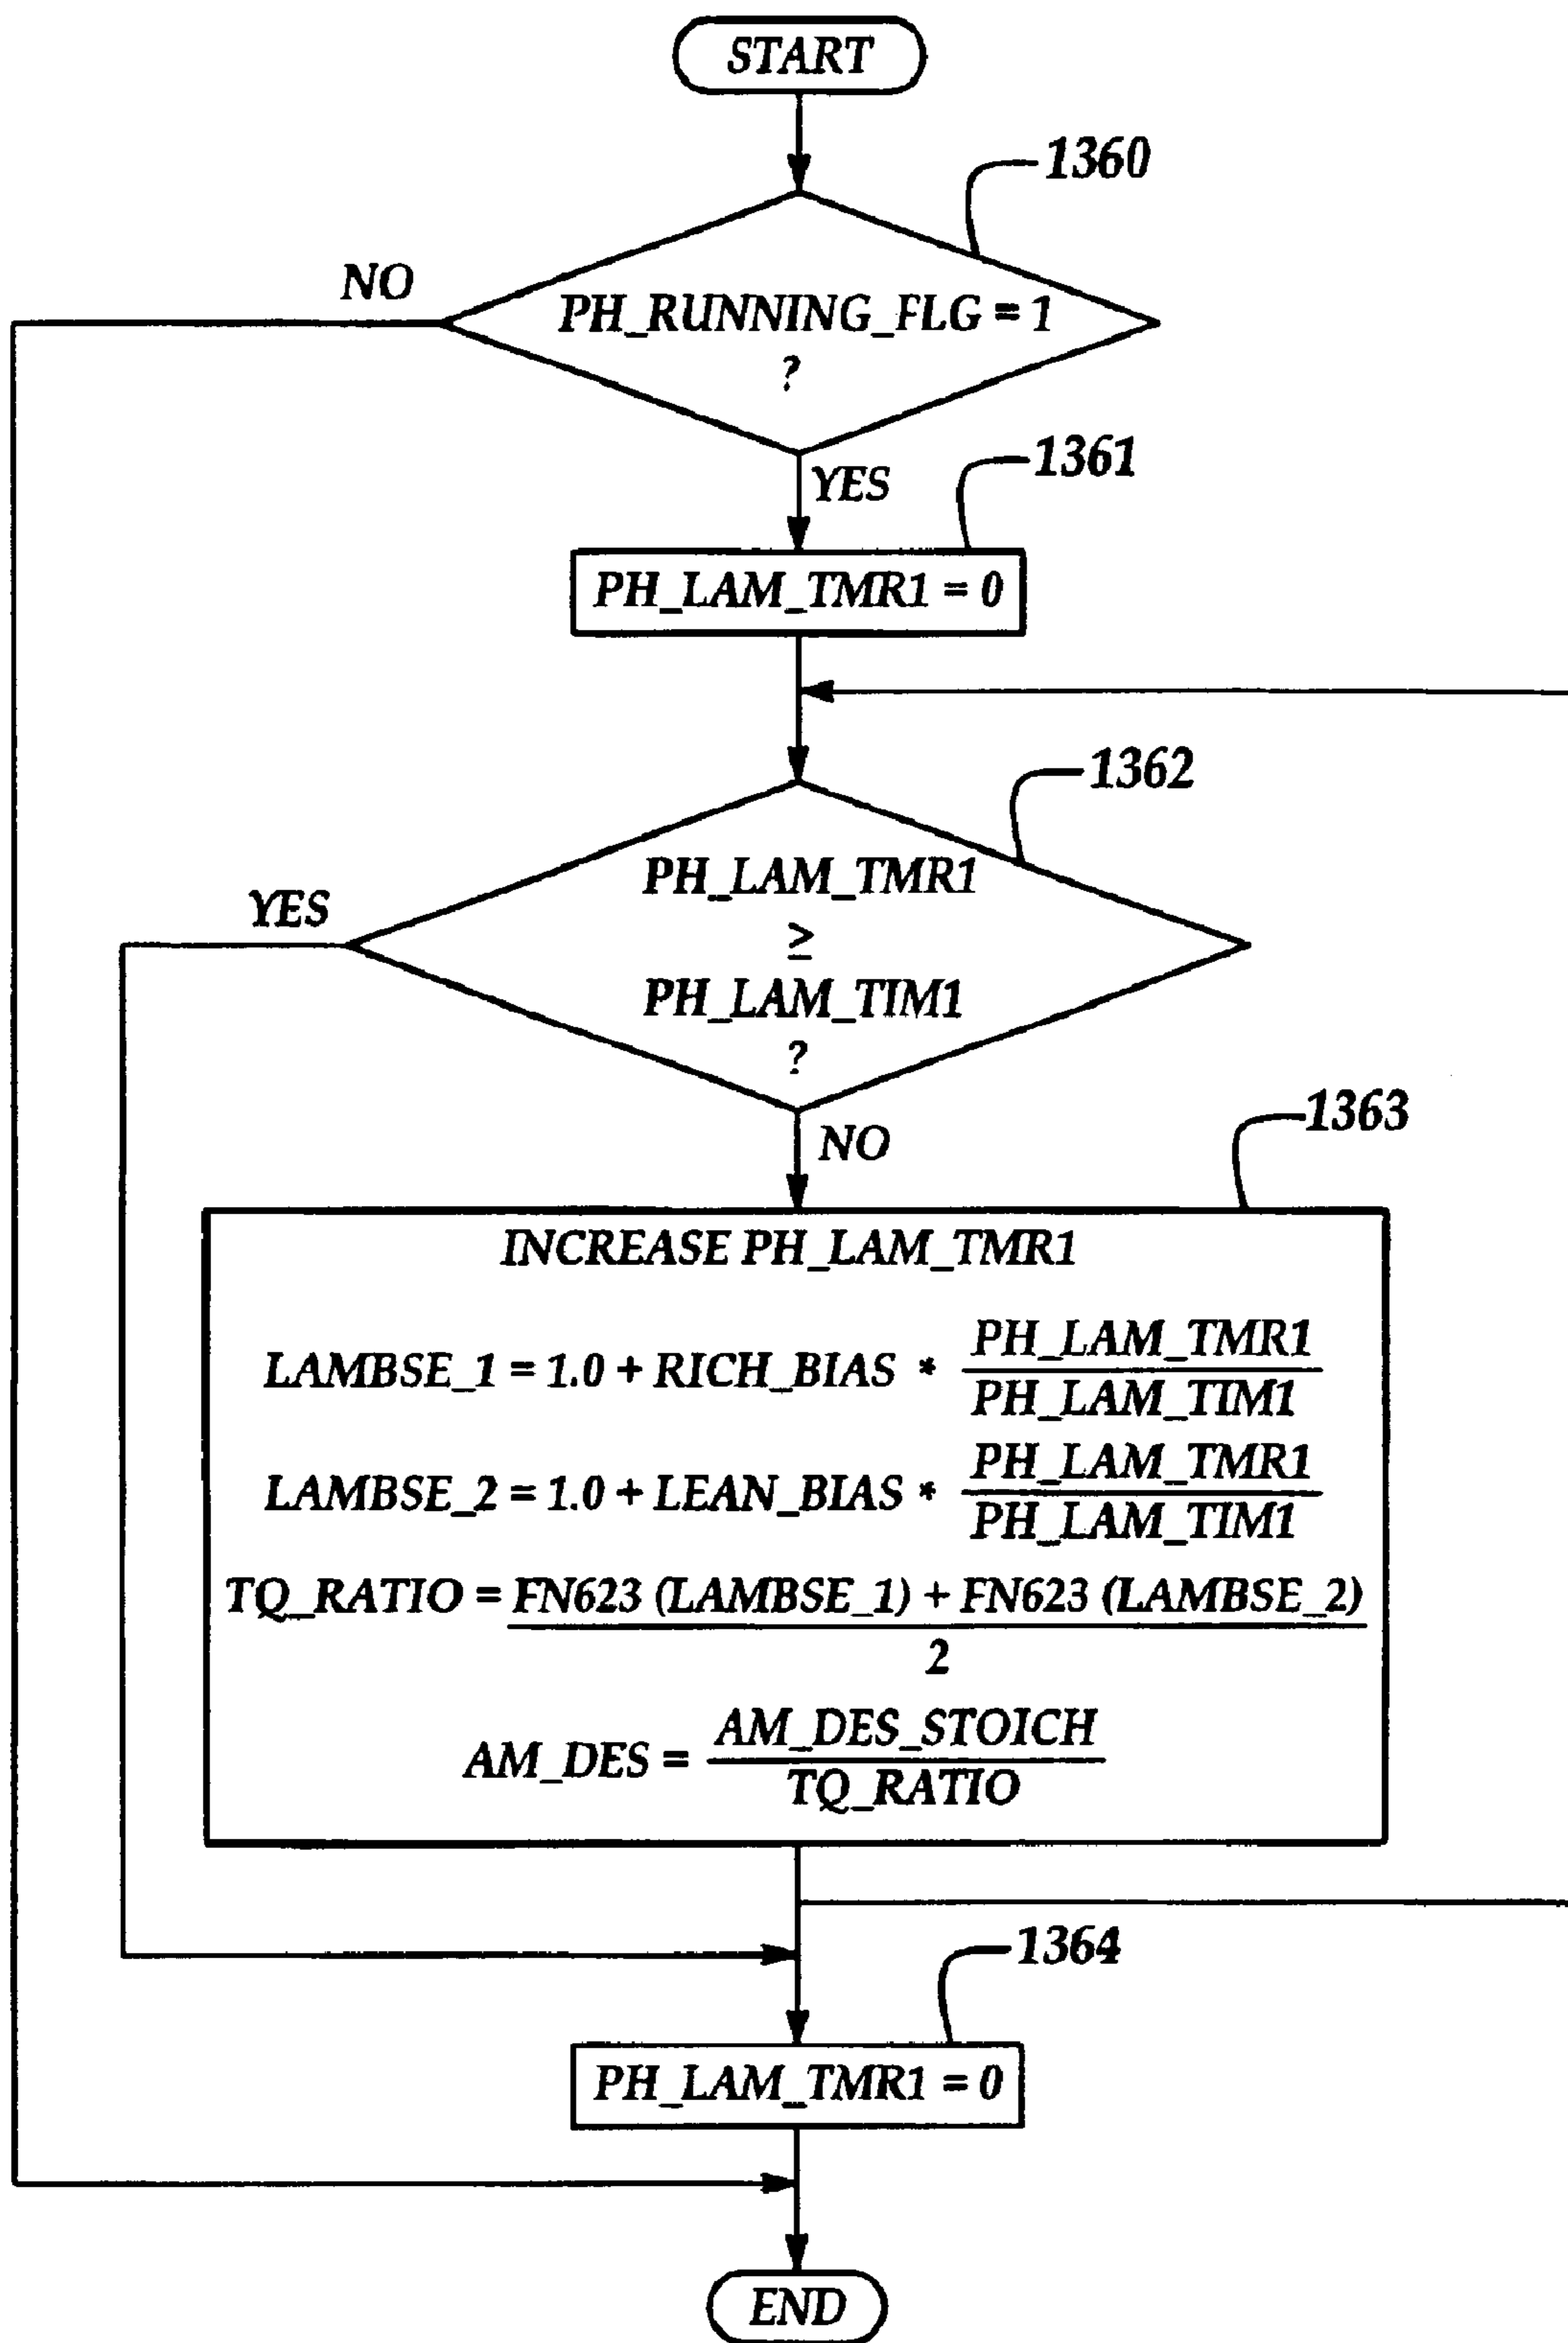 START
1360
NO
PH_RUNNING_FLG = 1
?
1361
YES
PH_LAM_TMR1 = 0
1362
PH_LAM_TMR1
YES
≥
PH_LAM_TIM1
?
1363
NO
INCREASE PH_LAM_TMR1
PH_LAM_TMR1
LAMBSE_1 = 1.0 + RICH_BIAS *
PH_LAM_TIM1
PH_LAM_TMR1
LAMBSE_2 = 1.0 + LEAN_BIAS *
PH_LAM_TIM1
TQ_RATIO = FN623 (LAMBSE_1) + FN623 (LAMBSE_2)
2
AM_DES_STOICH
AM_DES =
TQ_RATIO
1364
PH_LAM_TMR1 = 0
END